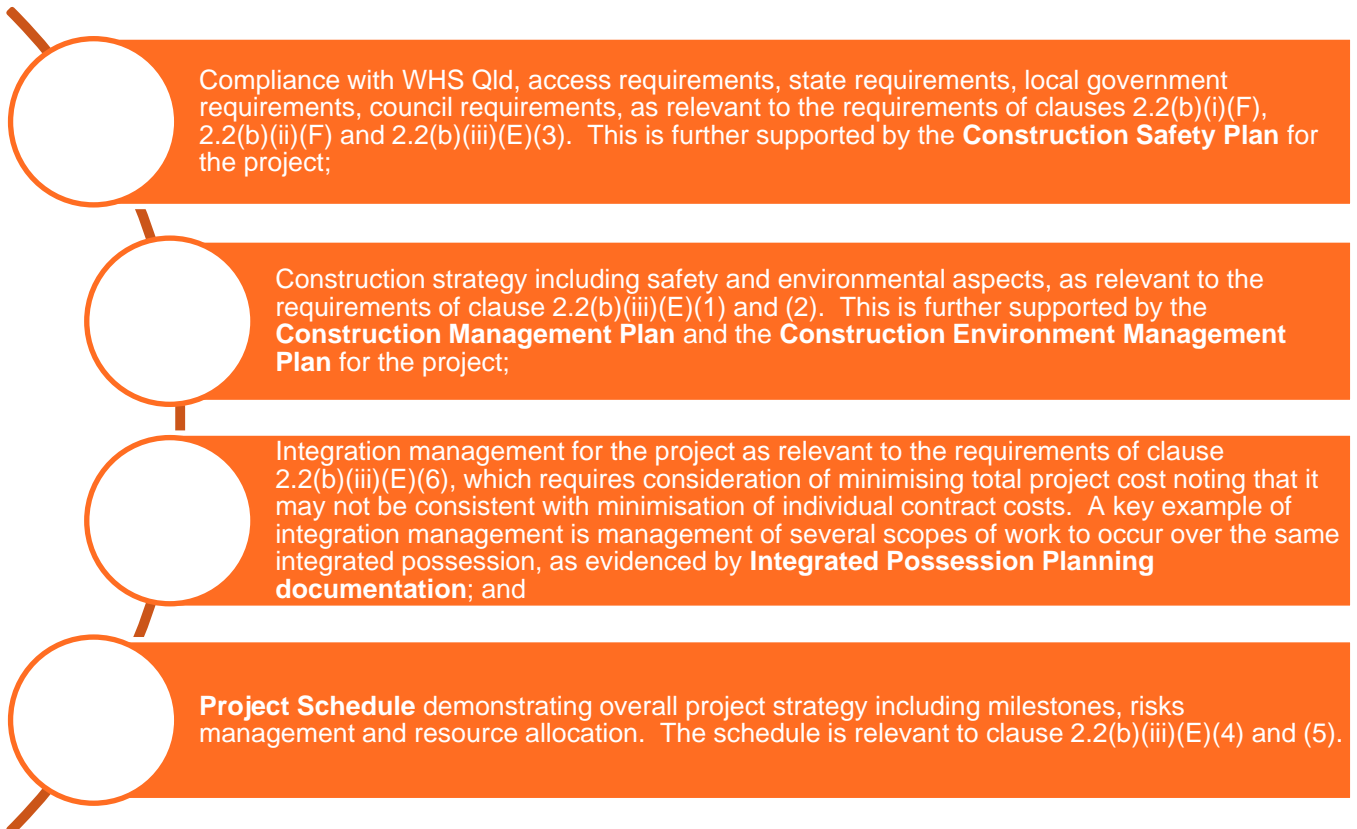 Compliance with WHS Qld, access requirements, state requirements, local government
requirements, council requirements, as relevant to the requirements of clauses 2.2(b)(i)(F),
2.2(b)(ii)(F) and 2.2(b)(iii)(E)(3). This is further supported by the Construction Safety Plan for
the project;
Construction strategy including safety and environmental aspects, as relevant to the
requirements of clause 2.2(b)(iii)(E)(1) and (2). This is further supported by the
Construction Management Plan and the Construction Environment Management
Plan for the project;
Integration management for the project as relevant to the requirements of clause
2.2(b)(iii)(E)(6), which requires consideration of minimising total project cost noting that it
may not be consistent with minimisation of individual contract costs. A key example of
integration management is management of several scopes of work to occur over the same
integrated possession, as evidenced by Integrated Possession Planning
documentation; and
Project Schedule demonstrating overall project strategy including milestones, risks
management and resource allocation. The schedule is relevant to clause 2.2(b)(iii)(E)(4) and (5).